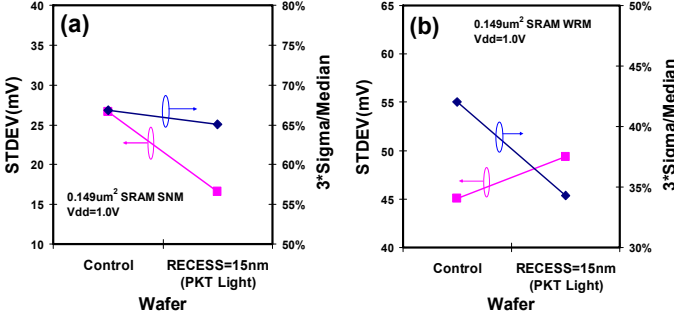 (a)
STDEV(mV)
40
35
30
25
20
15
10
80%
75%
70%
65%
60%
55%
50%
3*Sigma/Median
0.149um² SRAM SNM
Vdd=1.0V
Control
RECESS=15nm
(PKT Light)
Wafer
(b)
STDEV(mV)
65
60
55
50
45
40
50%
45%
40%
35%
30%
3*Sigma/Median
0.149um² SRAM WRM
Vdd=1.0V
Control
RECESS=15nm
(PKT Light)
Wafer